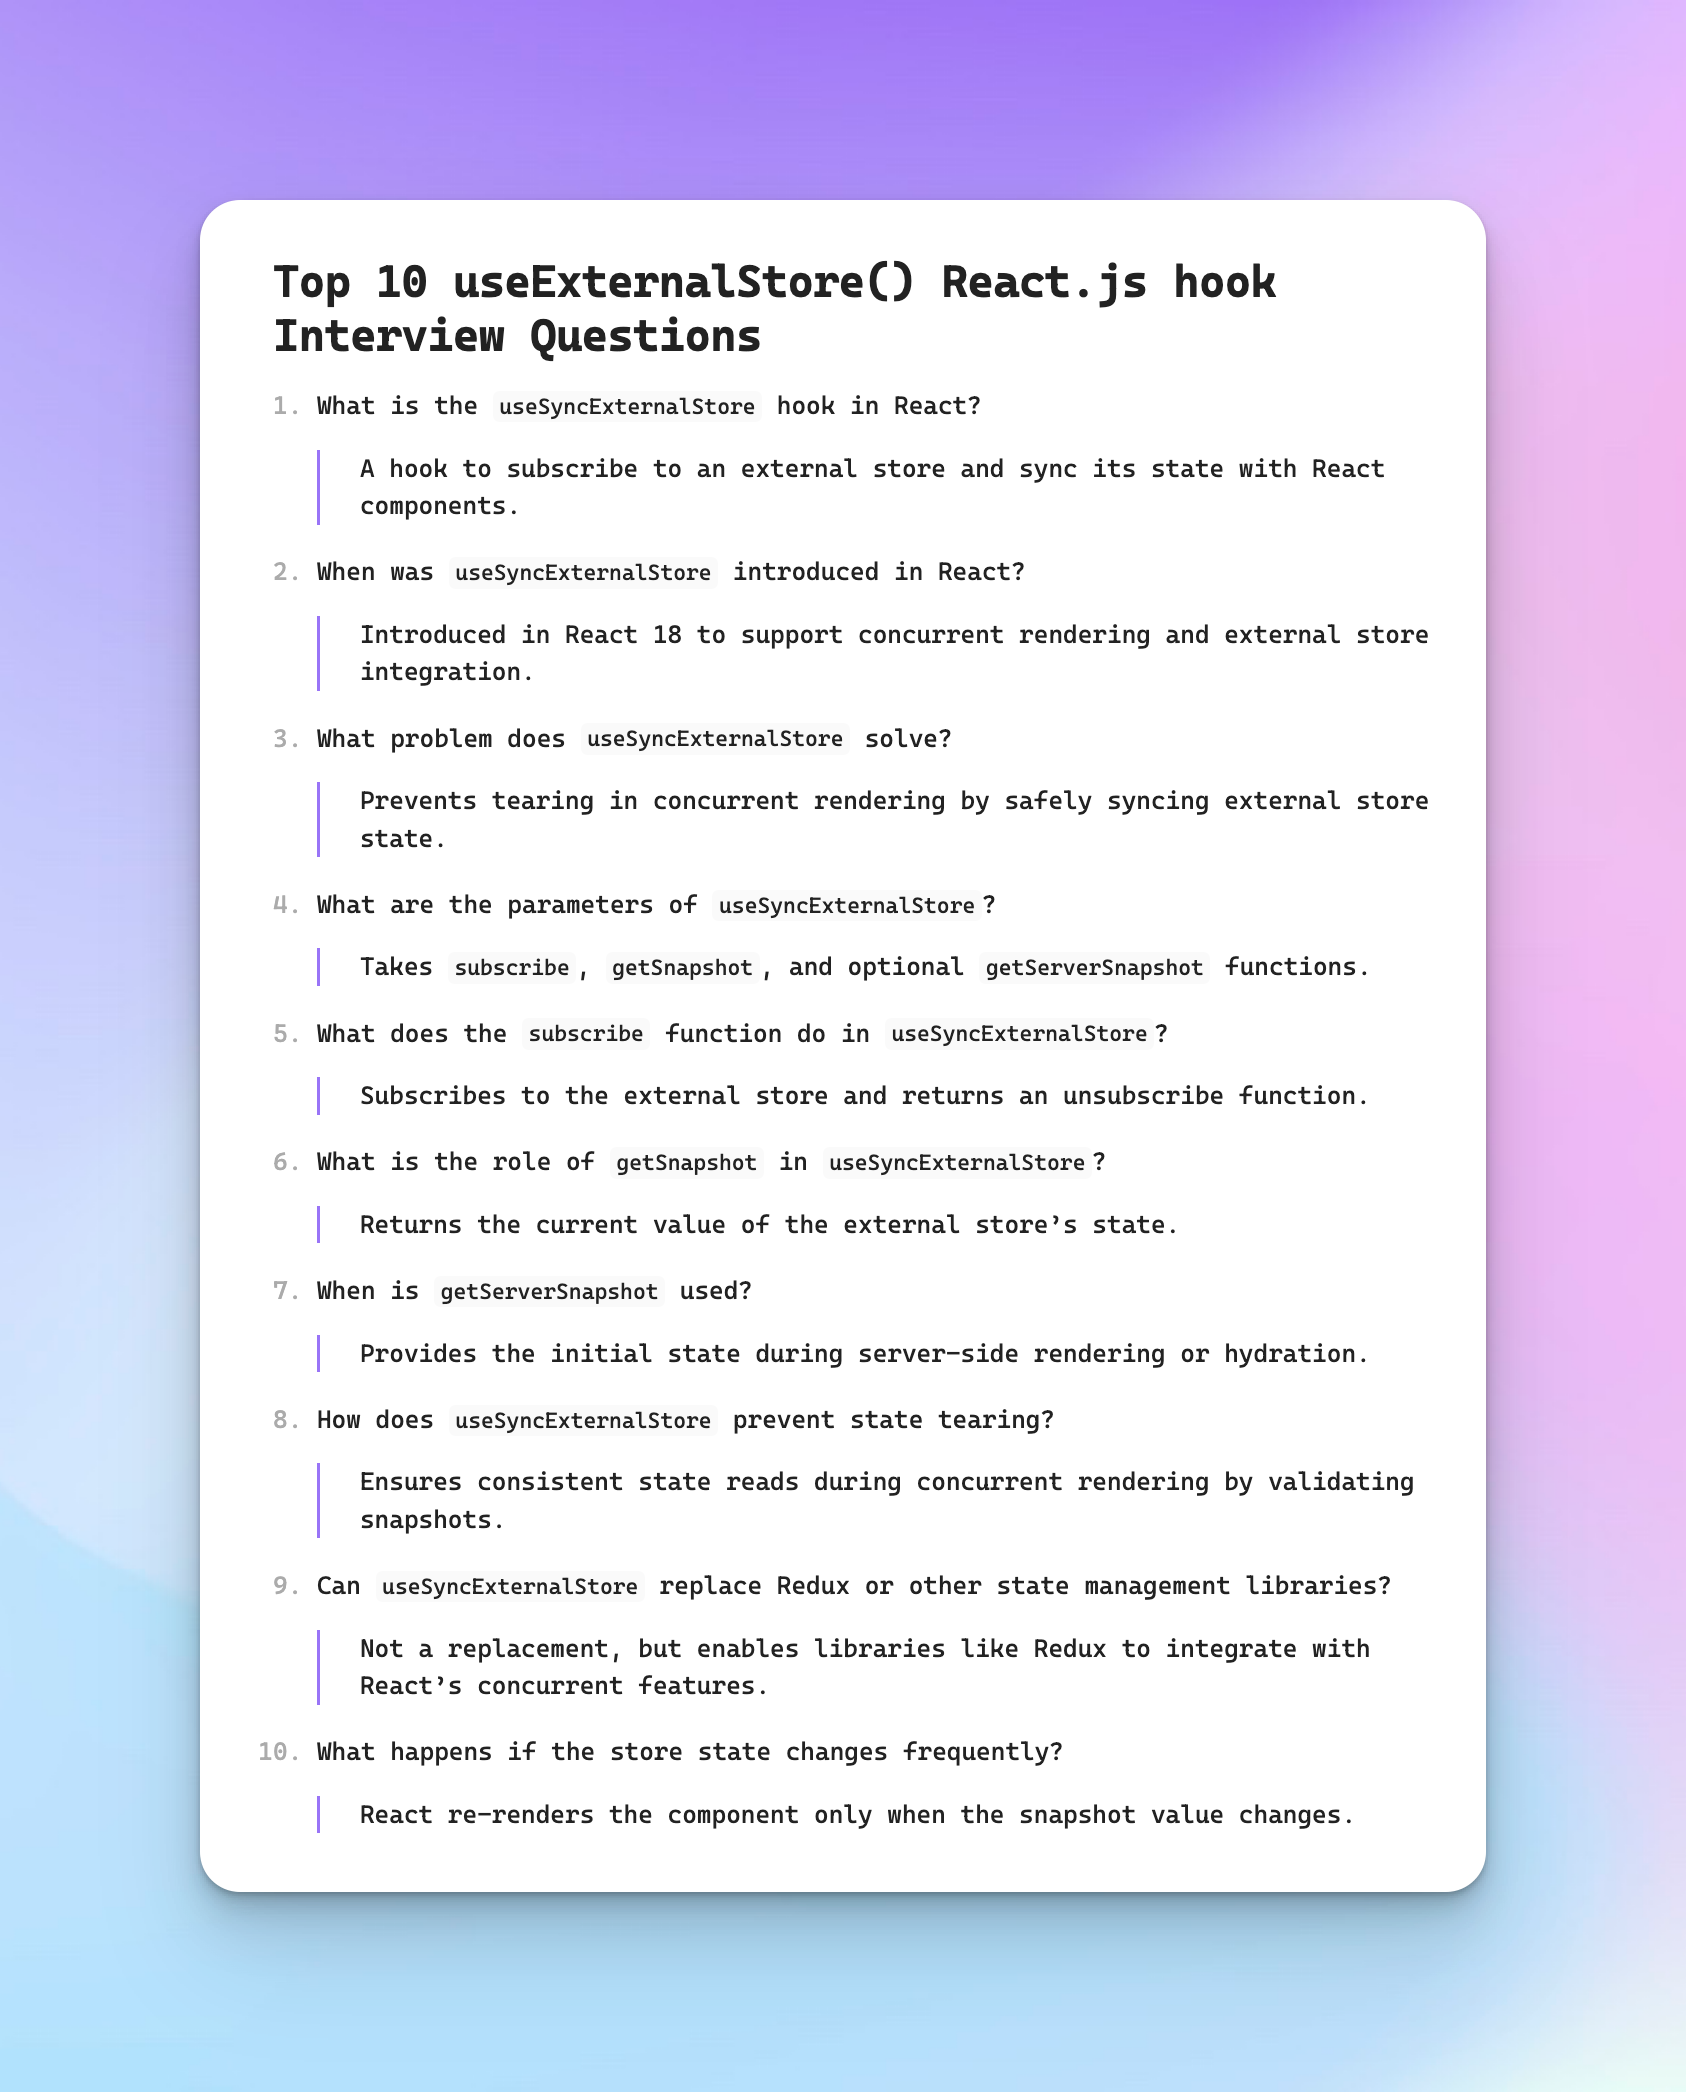 Top 10 useExternalStore() React.js hook
Interview Questions
1. What is the useSyncExternalStore hook in React?
A hook to subscribe to an external store and sync its state with React
components.
2. When was useSyncExternalStore introduced in React?
Introduced in React 18 to support concurrent rendering and external store
integration.
3. What problem does useSyncExternalStore solve?
Prevents tearing in concurrent rendering by safely syncing external store
state.
4. What are the parameters of useSyncExternalStore?
Takes subscribe, getSnapshot, and optional getServerSnapshot functions.
5. What does the subscribe function do in useSyncExternalStore?
Subscribes to the external store and returns an unsubscribe function.
6. What is the role of getSnapshot in useSyncExternalStore?
Returns the current value of the external store’s state.
7. When is getServerSnapshot used?
Provides the initial state during server-side rendering or hydration.
8. How does useSyncExternalStore prevent state tearing?
Ensures consistent state reads during concurrent rendering by validating
snapshots.
9. Can useSyncExternalStore replace Redux or other state management libraries?
Not a replacement, but enables libraries like Redux to integrate with
React’s concurrent features.
10. What happens if the store state changes frequently?
React re-renders the component only when the snapshot value changes.